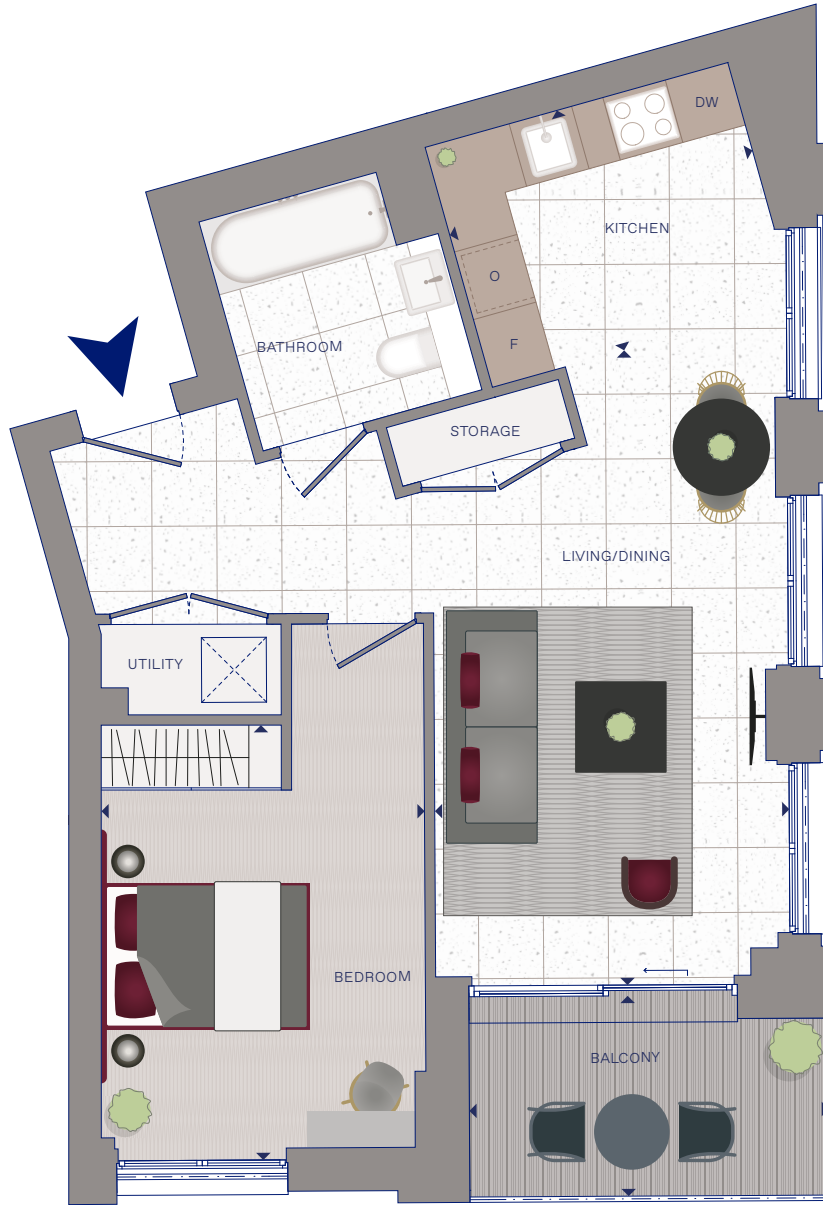 DW
KITCHEN
O
F
BATHROOM
STORAGE
LIVING/DINING
UTILITY
BEDROOM
BALCONY